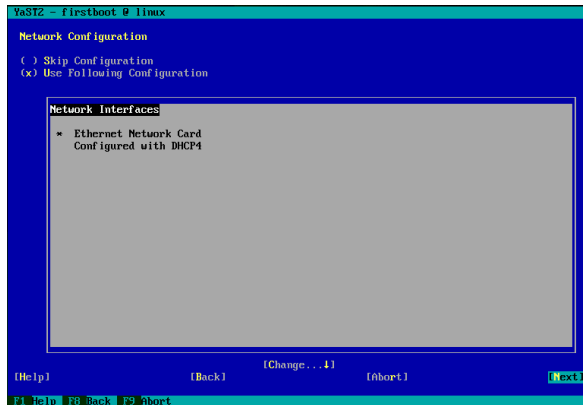 YaST2 - firstboot @ linux
Network Configuration
( ) Skip Configuration
(x) Use Following Configuration
Network Interfaces
* Ethernet Network Card
Configured with DHCP4
[Change...↓]
[Help] [Back] [Abort] [Next]
F1 Help F8 Back F9 Abort